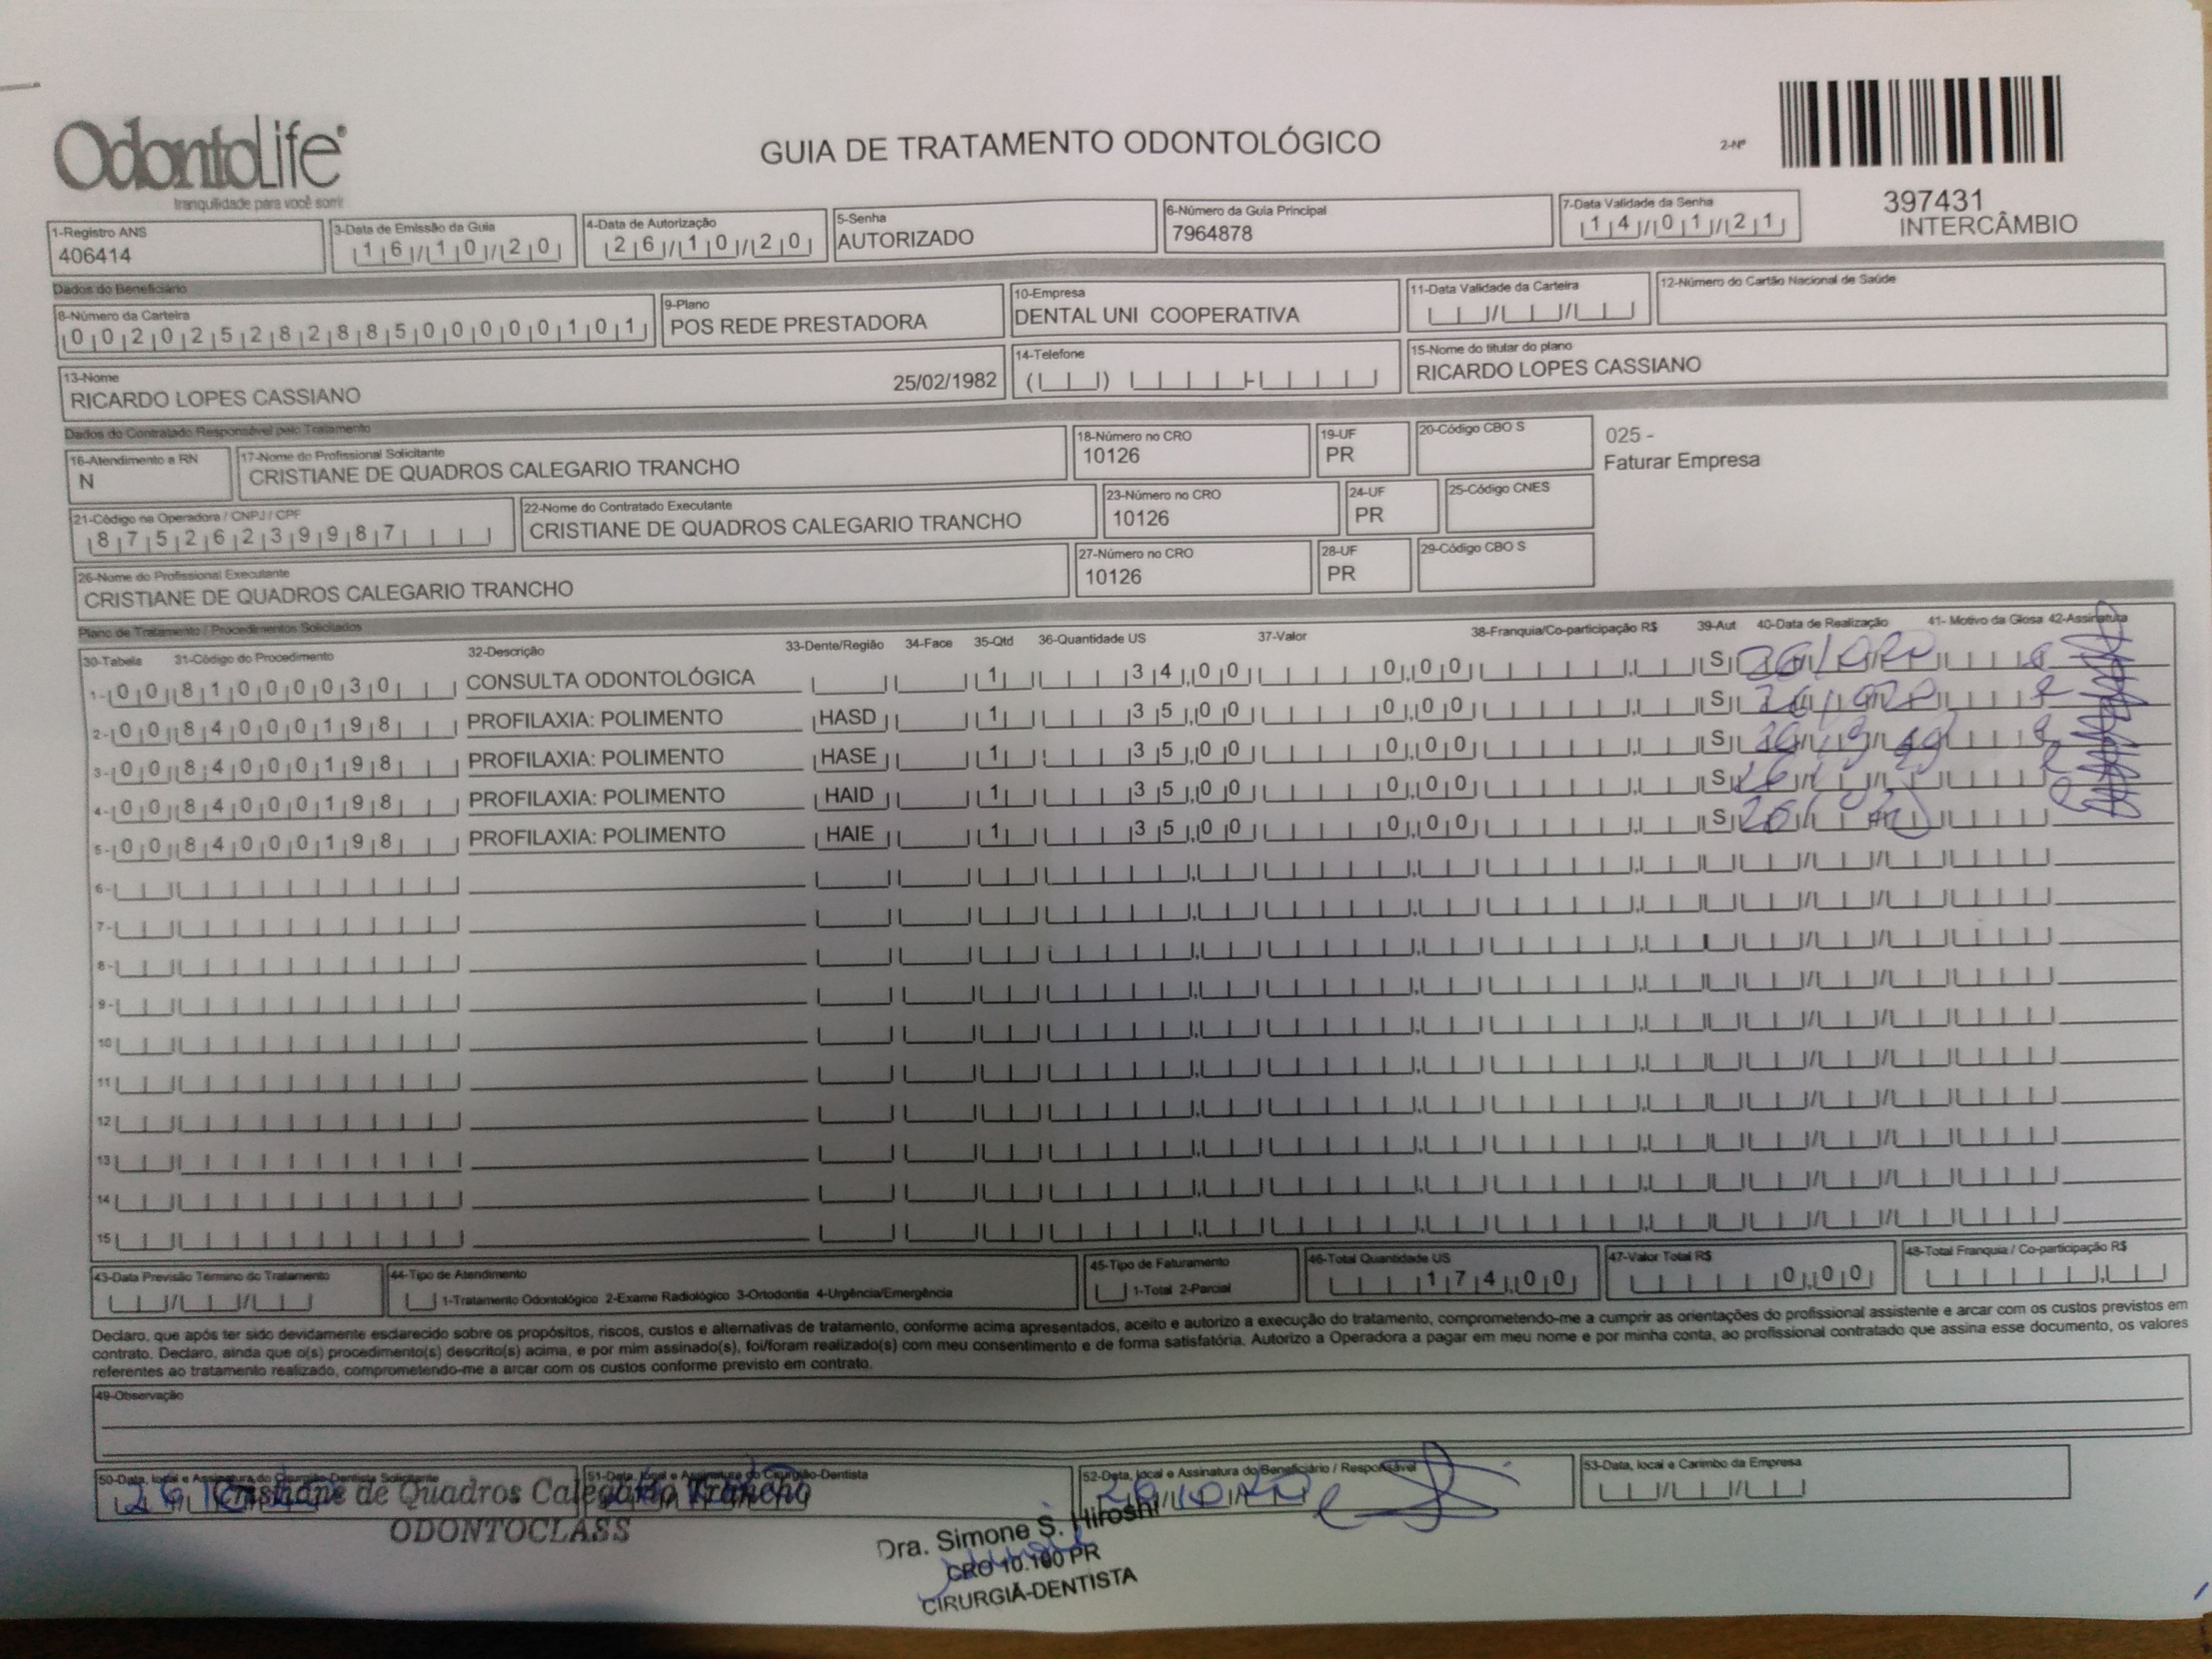 OdontoLife®
tranquilidade para você sorrir
GUIA DE TRATAMENTO ODONTOLÓGICO
2-Nº
397431
INTERCÂMBIO
1-Registro ANS
406414
3-Data de Emissão da Guia
16/10/20
4-Data de Autorização
26/10/20
5-Senha
AUTORIZADO
6-Número da Guia Principal
7964878
7-Data Validade da Senha
14/01/21
Dados do Beneficiário
8-Número da Carteira
00202528288500000101
9-Plano
POS REDE PRESTADORA
10-Empresa
DENTAL UNI COOPERATIVA
11-Data Validade da Carteira
12-Número do Cartão Nacional de Saúde
13-Nome
RICARDO LOPES CASSIANO 25/02/1982
14-Telefone
15-Nome do titular do plano
RICARDO LOPES CASSIANO
Dados do Contratado Responsável pelo Tratamento
16-Atendimento a RN
N
17-Nome do Profissional Solicitante
CRISTIANE DE QUADROS CALEGARIO TRANCHO
18-Número no CRO
10126
19-UF
PR
20-Código CBO S
025 -
Faturar Empresa
21-Código na Operadora / CNPJ / CPF
87526239987
22-Nome do Contratado Executante
CRISTIANE DE QUADROS CALEGARIO TRANCHO
23-Número no CRO
10126
24-UF
PR
25-Código CNES
26-Nome do Profissional Executante
CRISTIANE DE QUADROS CALEGARIO TRANCHO
27-Número no CRO
10126
28-UF
PR
29-Código CBO S
Plano de Tratamento / Procedimentos Solicitados
30-Tabela 31-Código do Procedimento 32-Descrição 33-Dente/Região 34-Face 35-Qtd 36-Quantidade US 37-Valor 38-Franquia/Co-participação R$ 39-Aut 40-Data de Realização 41- Motivo da Glosa 42-Assinatura
1- 00 81000030 CONSULTA ODONTOLÓGICA 1 34,00 0,00 S
2- 00 84000198 PROFILAXIA: POLIMENTO HASD 1 35,00 0,00 S
3- 00 84000198 PROFILAXIA: POLIMENTO HASE 1 35,00 0,00 S
4- 00 84000198 PROFILAXIA: POLIMENTO HAID 1 35,00 0,00 S
5- 00 84000198 PROFILAXIA: POLIMENTO HAIE 1 35,00 0,00 S
6-
7-
8-
9-
10
11
12
13
14
15
43-Data Previsão Termino do Tratamento
44-Tipo de Atendimento
1-Tratamento Odontológico 2-Exame Radiológico 3-Ortodontia 4-Urgência/Emergência
45-Tipo de Faturamento
1-Total 2-Parcial
46-Total Quantidade US
174,00
47-Valor Total R$
0,00
48-Total Franquia / Co-participação R$
Declaro, que após ter sido devidamente esclarecido sobre os propósitos, riscos, custos e alternativas de tratamento, conforme acima apresentados, aceito e autorizo a execução do tratamento, comprometendo-me a cumprir as orientações do profissional assistente e arcar com os custos previstos em
contrato. Declaro, ainda que o(s) procedimento(s) descrito(s) acima, e por mim assinado(s), foi/foram realizado(s) com meu consentimento e de forma satisfatória. Autorizo a Operadora a pagar em meu nome e por minha conta, ao profissional contratado que assina esse documento, os valores
referentes ao tratamento realizado, comprometendo-me a arcar com os custos conforme previsto em contrato.
49-Observação
50-Data, local e Assinatura do Cirurgião-Dentista Solicitante
51-Data, local e Assinatura do Cirurgião-Dentista
52-Data, local e Assinatura do Beneficiário / Responsável
53-Data, local e Carimbo da Empresa
Cristiane de Quadros Calegario Trancho
ODONTOCLASS
Dra. Simone S. Hiroshi
CRO 10.100 PR
CIRURGIÃ-DENTISTA